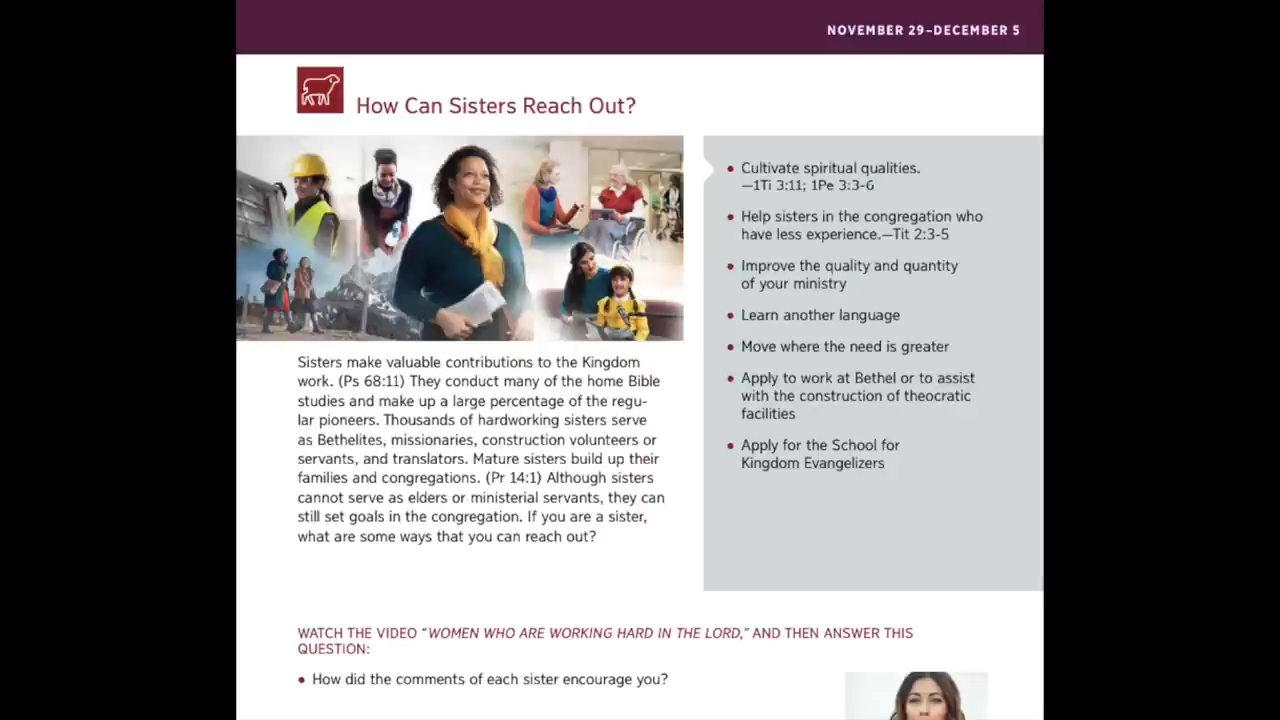 NOVEMBER 29–DECEMBER 5
How Can Sisters Reach Out?
Sisters make valuable contributions to the Kingdom
work. (Ps 68:11) They conduct many of the home Bible
studies and make up a large percentage of the regu-
lar pioneers. Thousands of hardworking sisters serve
as Bethelites, missionaries, construction volunteers or
servants, and translators. Mature sisters build up their
families and congregations. (Pr 14:1) Although sisters
cannot serve as elders or ministerial servants, they can
still set goals in the congregation. If you are a sister,
what are some ways that you can reach out?
• Cultivate spiritual qualities.
—1Ti 3:11; 1Pe 3:3-6
• Help sisters in the congregation who
have less experience.—Tit 2:3-5
• Improve the quality and quantity
of your ministry
• Learn another language
• Move where the need is greater
• Apply to work at Bethel or to assist
with the construction of theocratic
facilities
• Apply for the School for
Kingdom Evangelizers
WATCH THE VIDEO “WOMEN WHO ARE WORKING HARD IN THE LORD,” AND THEN ANSWER THIS
QUESTION:
• How did the comments of each sister encourage you?